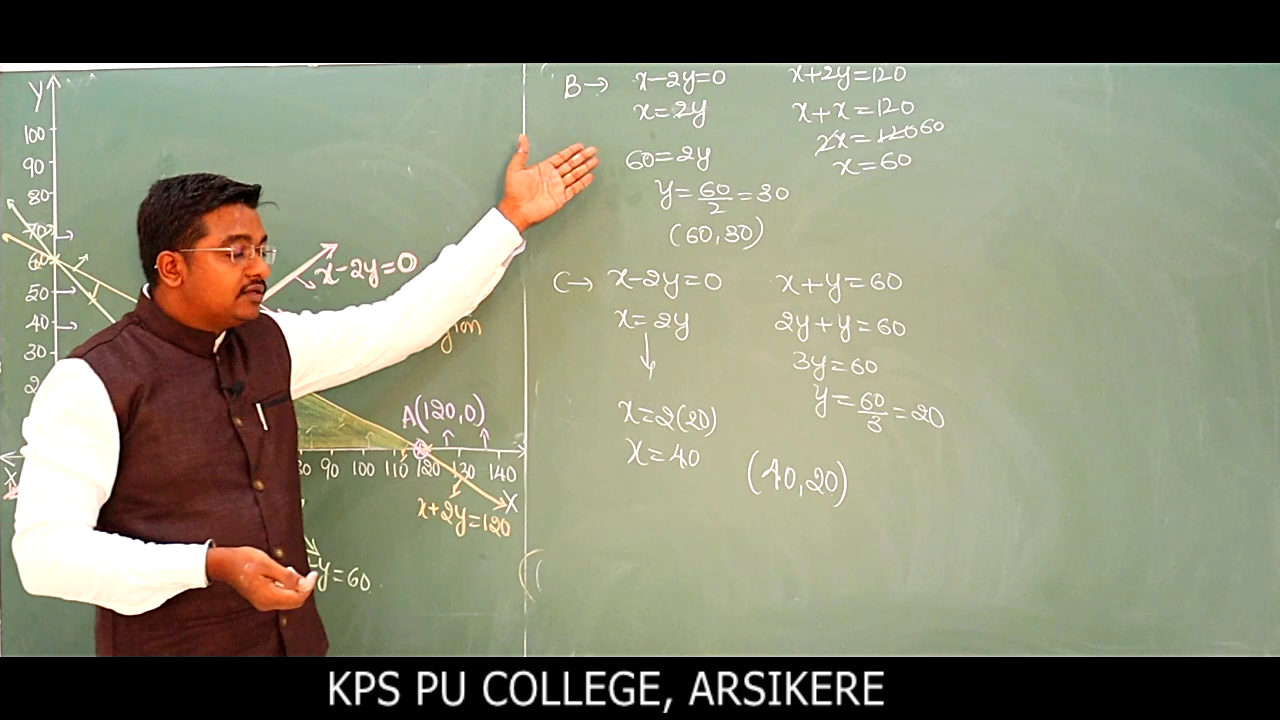 Y
100
90
80
70
60
50
40
30
2
x-2y=0
A(120,0)
90 100 110 120 130 140
X
X
x+2y=120
y=60
B→ x-2y=0 x+2y=120
x=2y x+x=120
2x=120 60
60=2y x=60
y=60/2=30
(60,30)
C→ x-2y=0 x+y=60
x=2y 2y+y=60
3y=60
y=60/3=20
x=2(20)
x=40
(40,20)
KPS PU COLLEGE, ARSIKERE